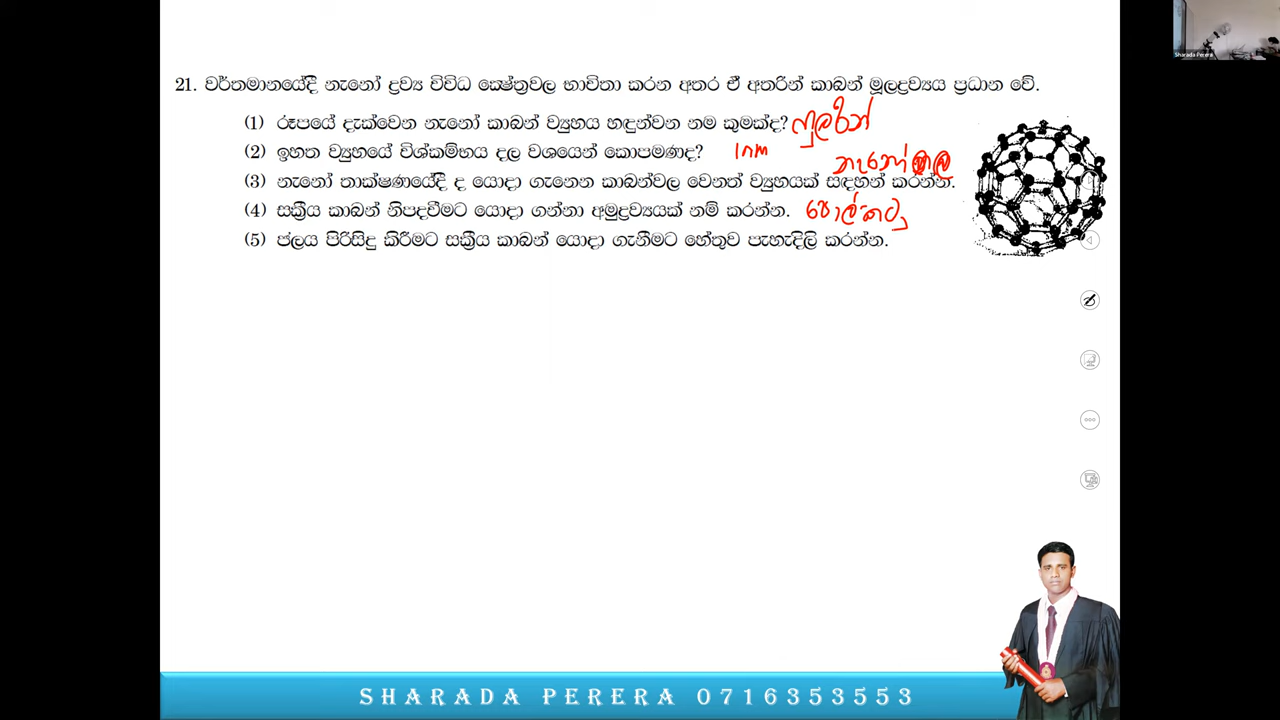 Sharada Perera
21. වර්තමානයේදී නැනෝ ද්‍රව්‍ය විවිධ ක්‍ෂේත්‍රවල භාවිතා කරන අතර ඒ අතරින් කාබන් මූලද්‍රව්‍යය ප්‍රධාන වේ.
(1) රූපයේ දැක්වෙන නැනෝ කාබන් ව්‍යුහය හඳුන්වන නම කුමක්ද? ෆුලරින්
(2) ඉහත ව්‍යුහයේ විශ්කම්භය දල වශයෙන් කොපමණද? 1nm
නැනෝ නල
(3) නැනෝ තාක්ෂණයේදී ද යොදා ගැනෙන කාබන්වල වෙනත් ව්‍යුහයක් සඳහන් කරන්න.
(4) සක්‍රීය කාබන් නිපදවීමට යොදා ගන්නා අමුද්‍රව්‍යයක් නම් කරන්න. පොල්කටු
(5) ජලය පිරිසිදු කිරීමට සක්‍රීය කාබන් යොදා ගැනීමට හේතුව පැහැදිලි කරන්න.
SHARADA PERERA 0716353553